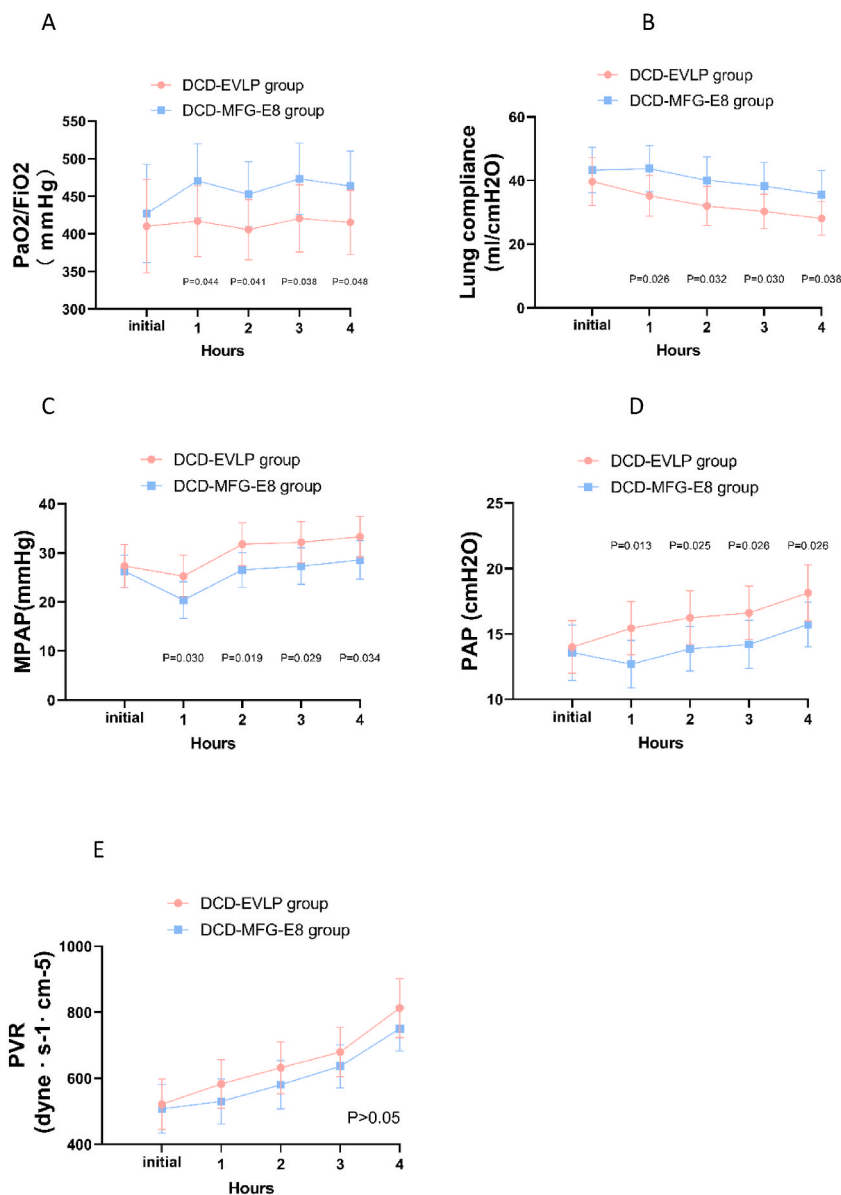 A
DCD-EVLP group
DCD-MFG-E8 group
PaO2/FiO2
( mmHg)
550
500
450
400
350
300
P=0.044 P=0.041 P=0.038 P=0.048
initial 1 2 3 4
Hours
B
DCD-EVLP group
DCD-MFG-E8 group
Lung compliance
(ml/cmH2O)
60
40
20
0
P=0.026 P=0.032 P=0.030 P=0.038
initial 1 2 3 4
Hours
C
DCD-EVLP group
DCD-MFG-E8 group
MPAP(mmHg)
40
30
20
10
0
P=0.030 P=0.019 P=0.029 P=0.034
initial 1 2 3 4
Hours
D
DCD-EVLP group
DCD-MFG-E8 group
PAP (cmH2O)
25
20
15
10
P=0.013 P=0.025 P=0.026 P=0.026
initial 1 2 3 4
Hours
E
DCD-EVLP group
DCD-MFG-E8 group
PVR
(dyne · s-1· cm-5)
1000
800
600
400
P>0.05
initial 1 2 3 4
Hours